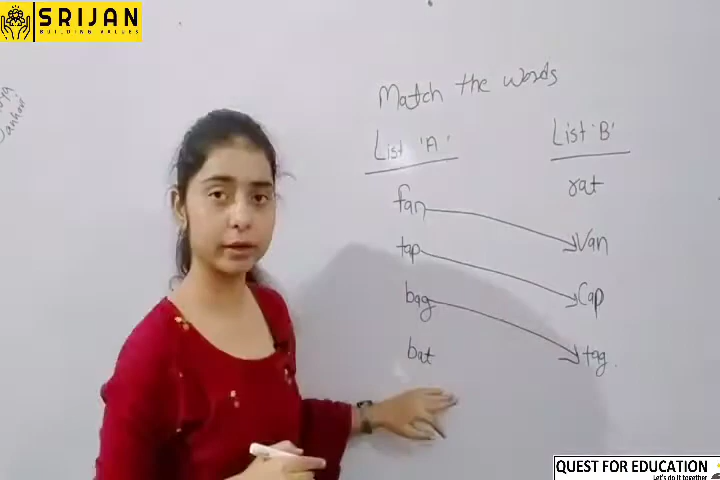 SRIJAN
BUILDING VALUES
Match the words
List 'A' List 'B'
fan rat
tap Van
bag Cap
bat tag.
QUEST FOR EDUCATION
Let's do it together